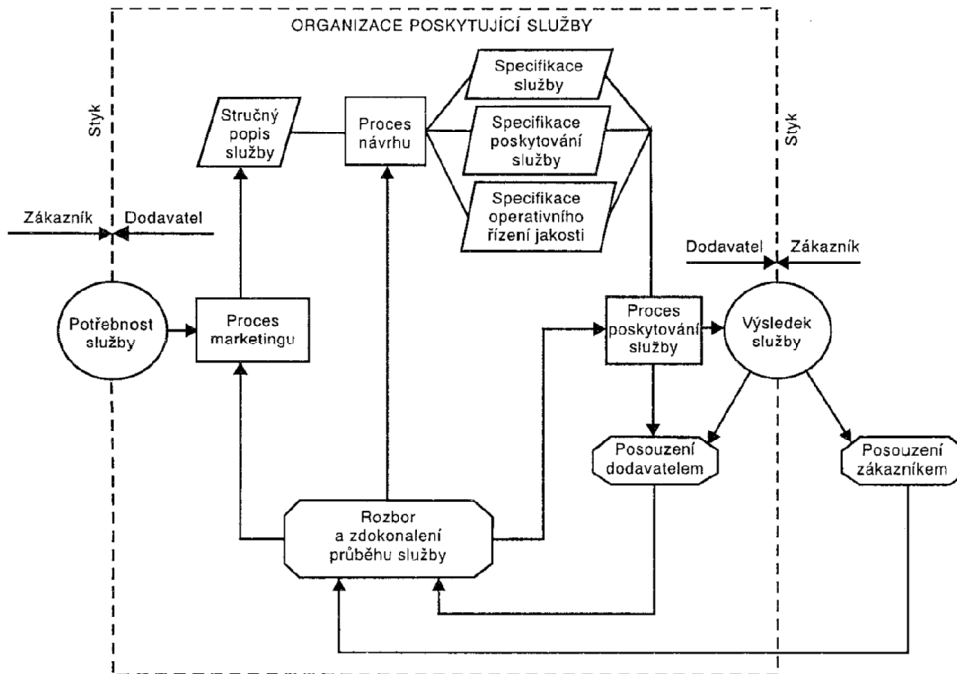 ORGANIZACE POSKYTUJÍCÍ SLUŽBY
Styk
Styk
Specifikace
služby
Stručný
popis
služby
Proces
návrhu
Specifikace
poskytování
služby
Specifikace
operativního
řízení jakosti
Zákazník
Dodavatel
Dodavatel
Zákazník
Potřebnost
služby
Proces
marketingu
Proces
poskytování
služby
Výsledek
služby
Posouzení
dodavatelem
Posouzení
zákazníkem
Rozbor
a zdokonalení
průběhu služby